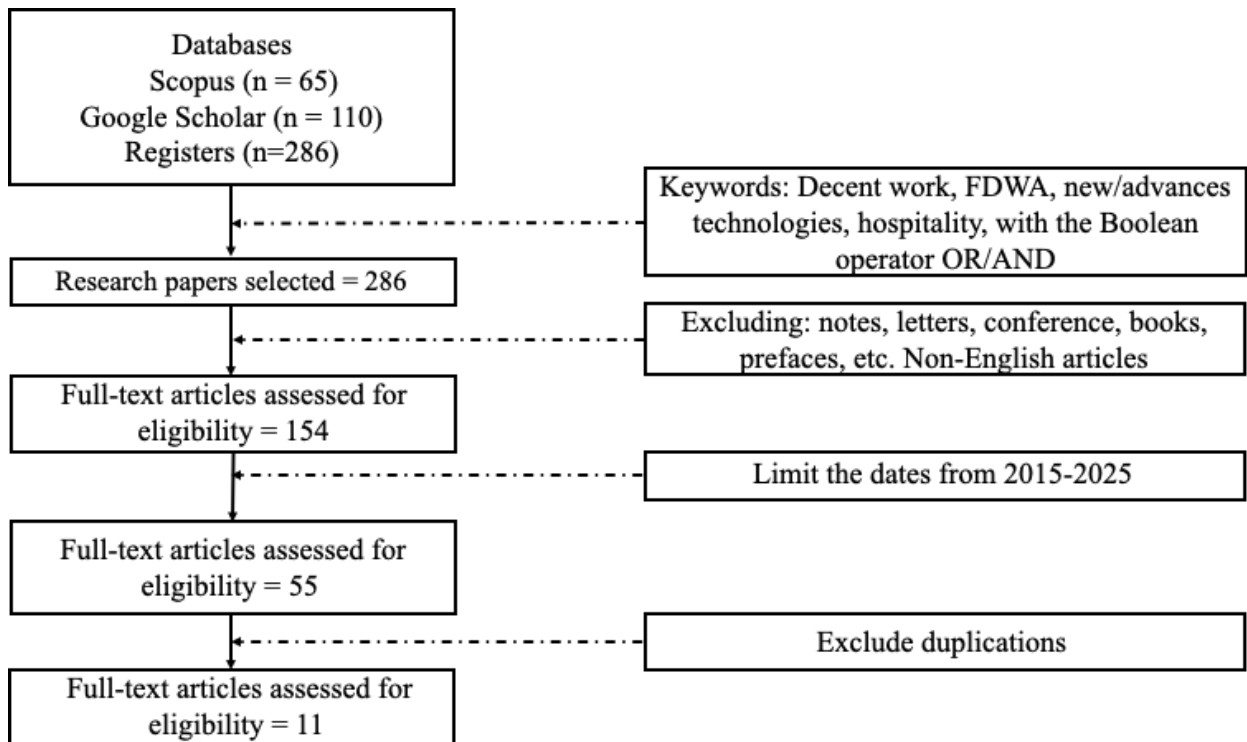 Databases
Scopus (n = 65)
Google Scholar (n = 110)
Registers (n=286)
Keywords: Decent work, FDWA, new/advances
technologies, hospitality, with the Boolean
operator OR/AND
Research papers selected = 286
Excluding: notes, letters, conference, books,
prefaces, etc. Non-English articles
Full-text articles assessed for
eligibility = 154
Limit the dates from 2015-2025
Full-text articles assessed for
eligibility = 55
Exclude duplications
Full-text articles assessed for
eligibility = 11